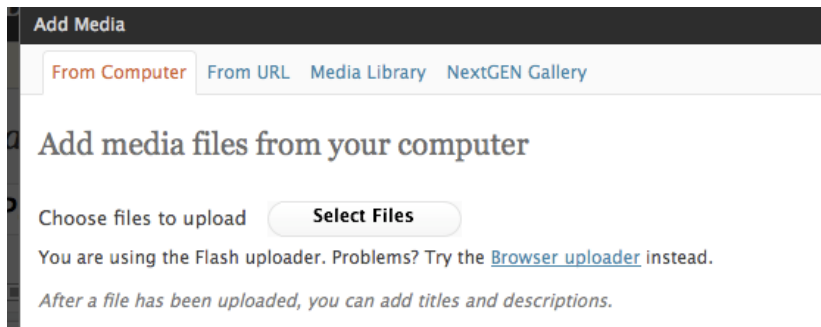 Add Media
From Computer From URL Media Library NextGEN Gallery
Add media files from your computer
Choose files to upload Select Files
You are using the Flash uploader. Problems? Try the Browser uploader instead.
After a file has been uploaded, you can add titles and descriptions.